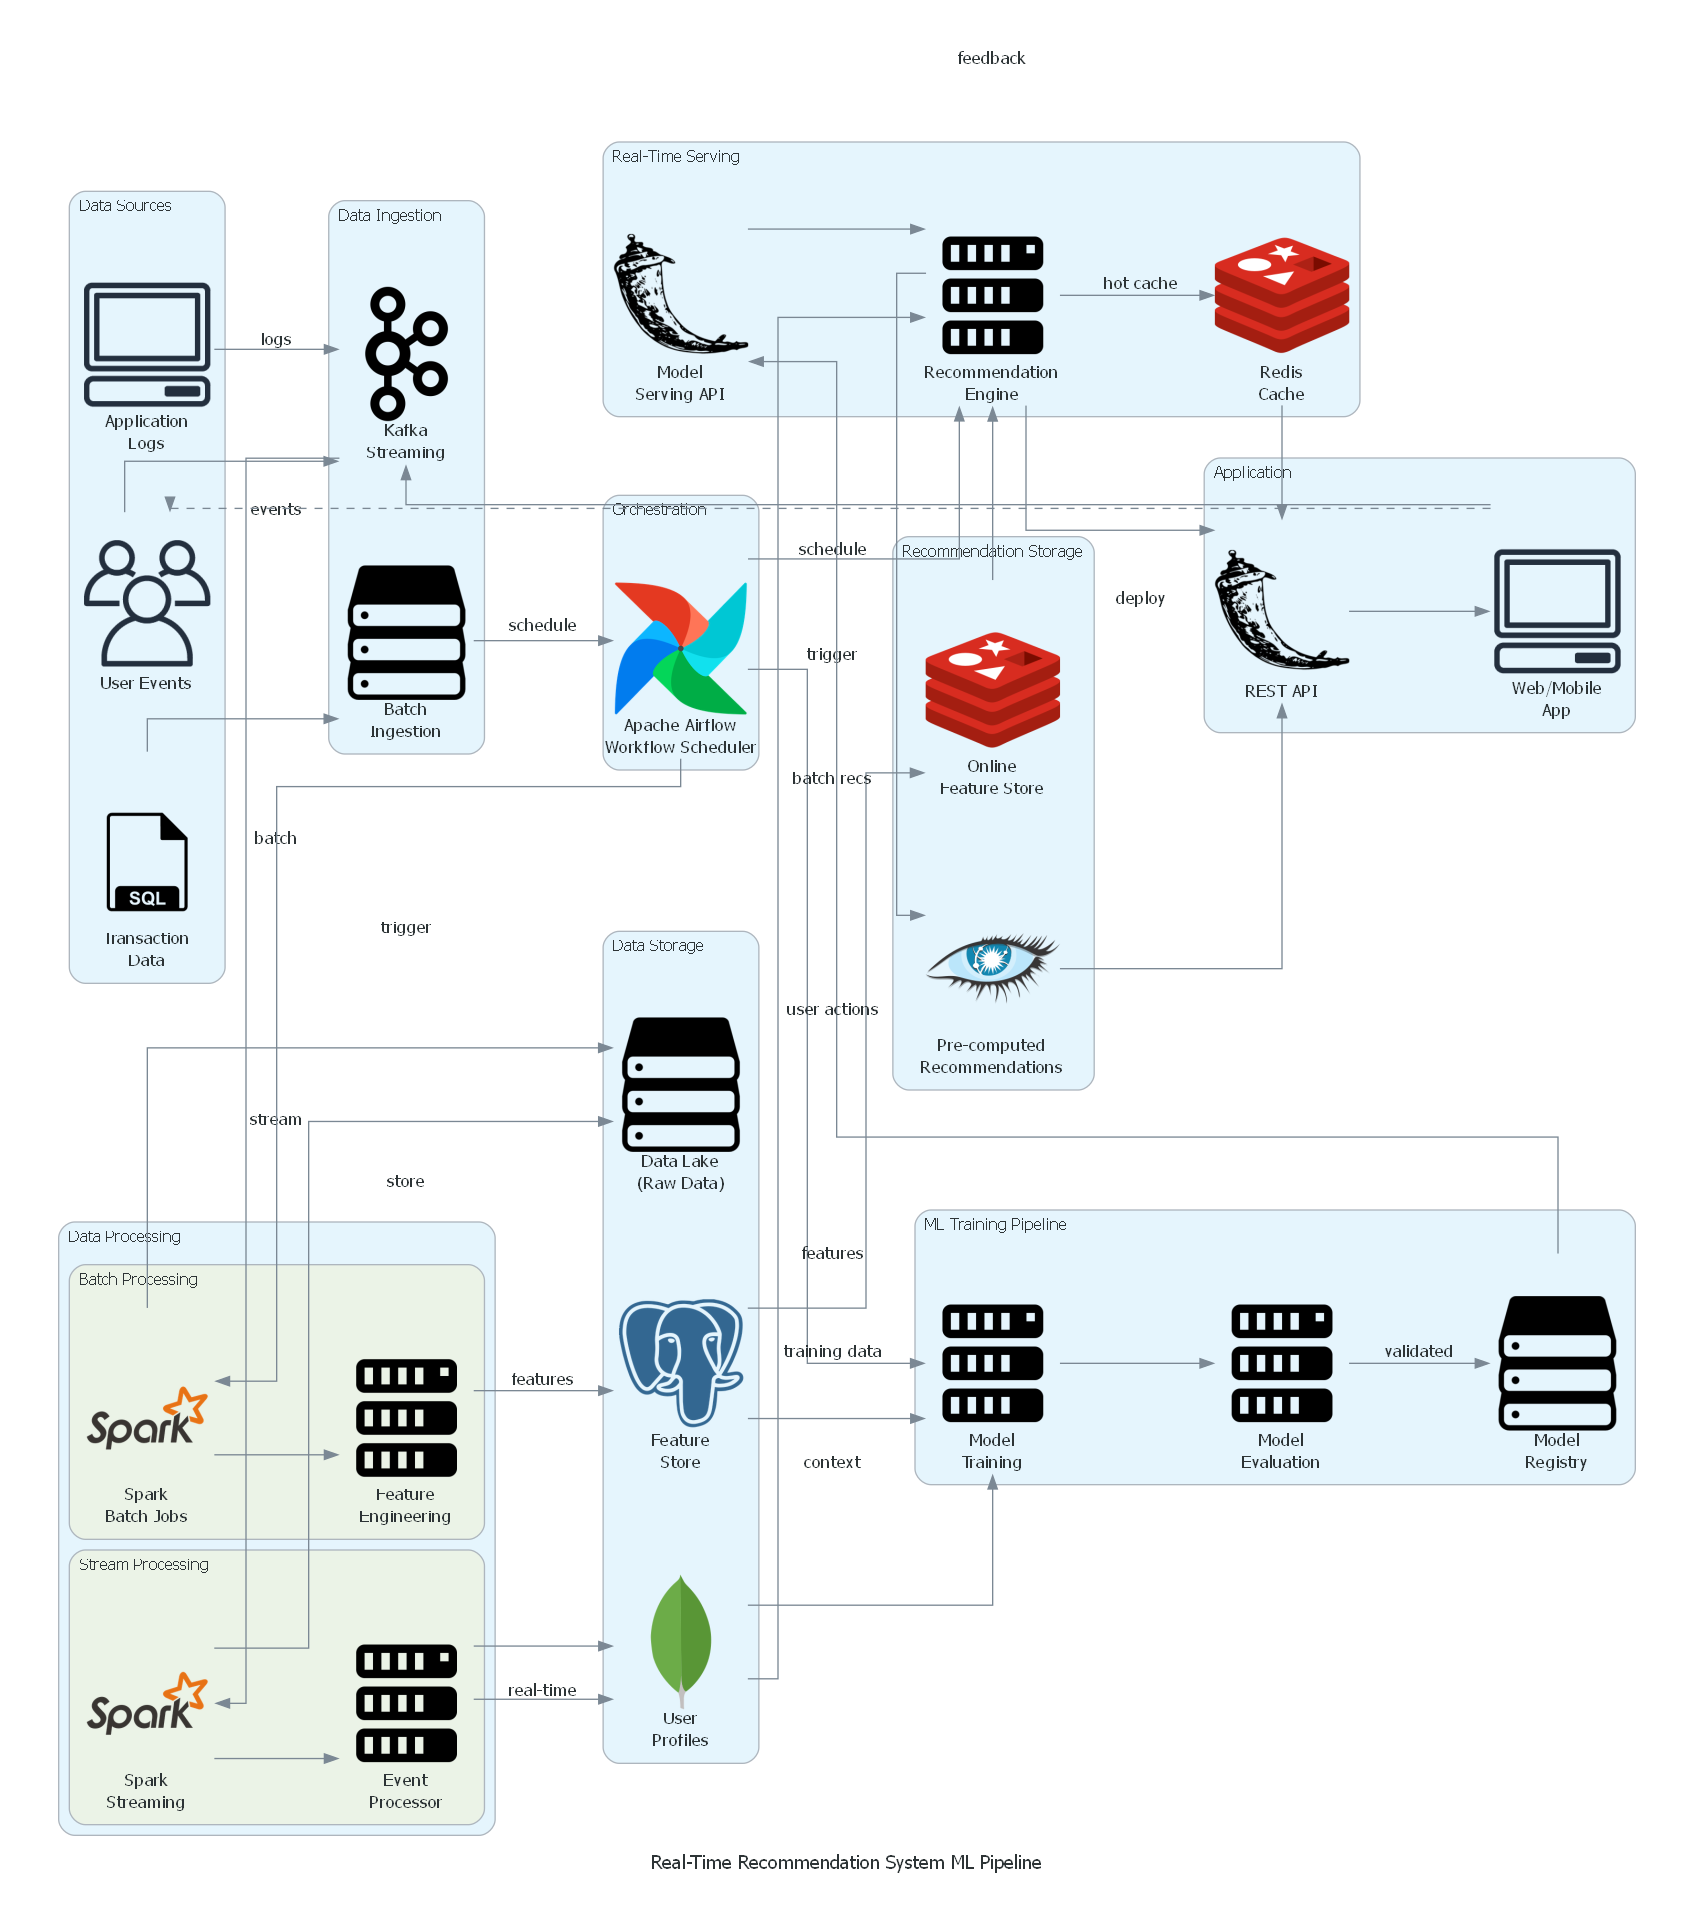 feedback
Real-Time Serving
Data Sources
Data Ingestion
logs
hot cache
Model
Serving API
Recommendation
Engine
Redis
Cache
Application
Logs
Kafka
Streaming
Application
events
Orchestration
schedule
Recommendation Storage
deploy
schedule
trigger
User Events
REST API
Web/Mobile
App
Batch
Ingestion
Apache Airflow
Workflow Scheduler
batch recs
Online
Feature Store
batch
SQL
trigger
Transaction
Data
Data Storage
user actions
Pre-computed
Recommendations
stream
Data Lake
(Raw Data)
store
Data Processing
ML Training Pipeline
features
Batch Processing
training data
validated
features
Spark
Model
Training
Model
Evaluation
Model
Registry
Feature
Store
context
Spark
Batch Jobs
Feature
Engineering
Stream Processing
real-time
Spark
User
Profiles
Spark
Streaming
Event
Processor
Real-Time Recommendation System ML Pipeline